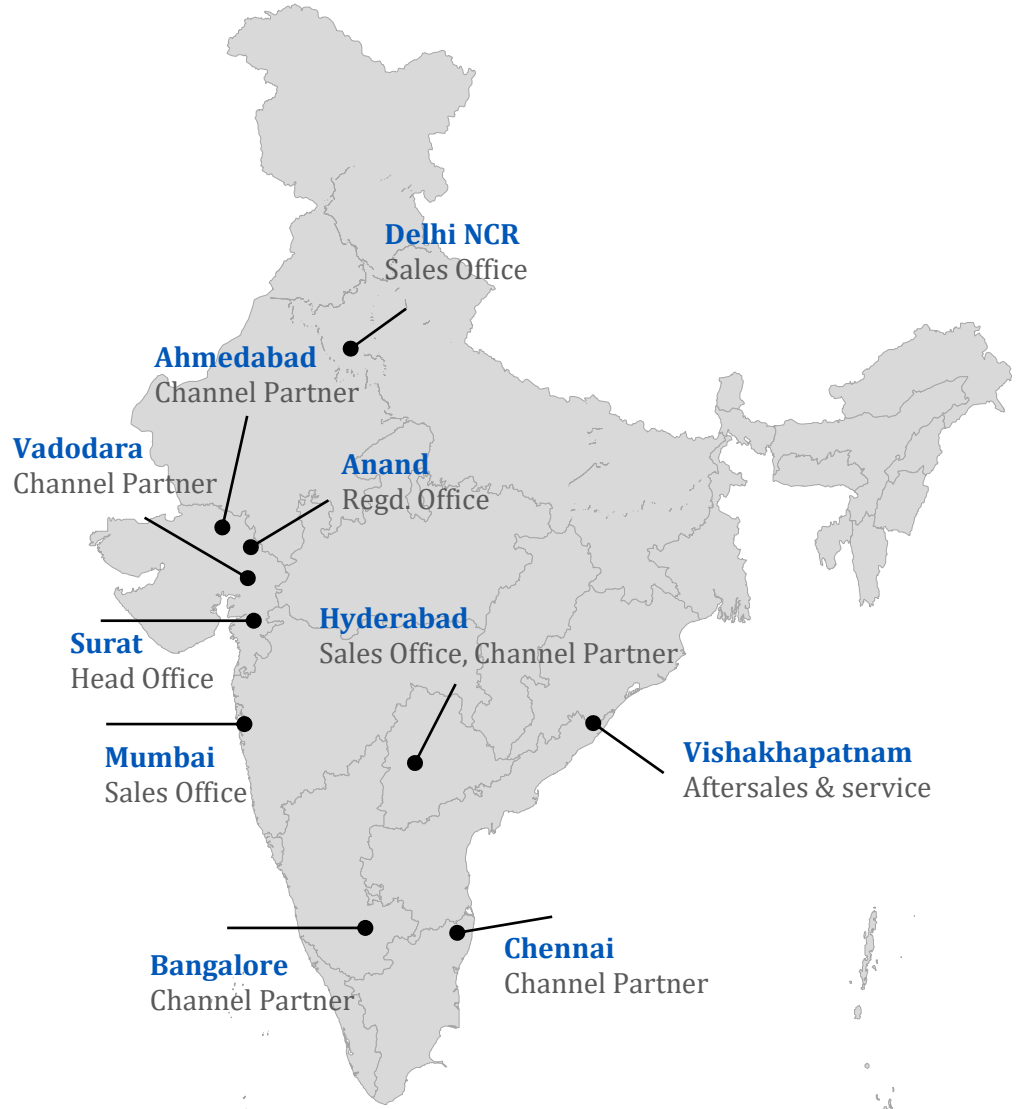 Delhi NCR
Sales Office
Ahmedabad
Channel Partner
Vadodara
Channel Partner
Anand
Regd. Office
Hyderabad
Sales Office, Channel Partner
Surat
Head Office
Mumbai
Sales Office
Vishakhapatnam
Aftersales & service
Bangalore
Channel Partner
Chennai
Channel Partner